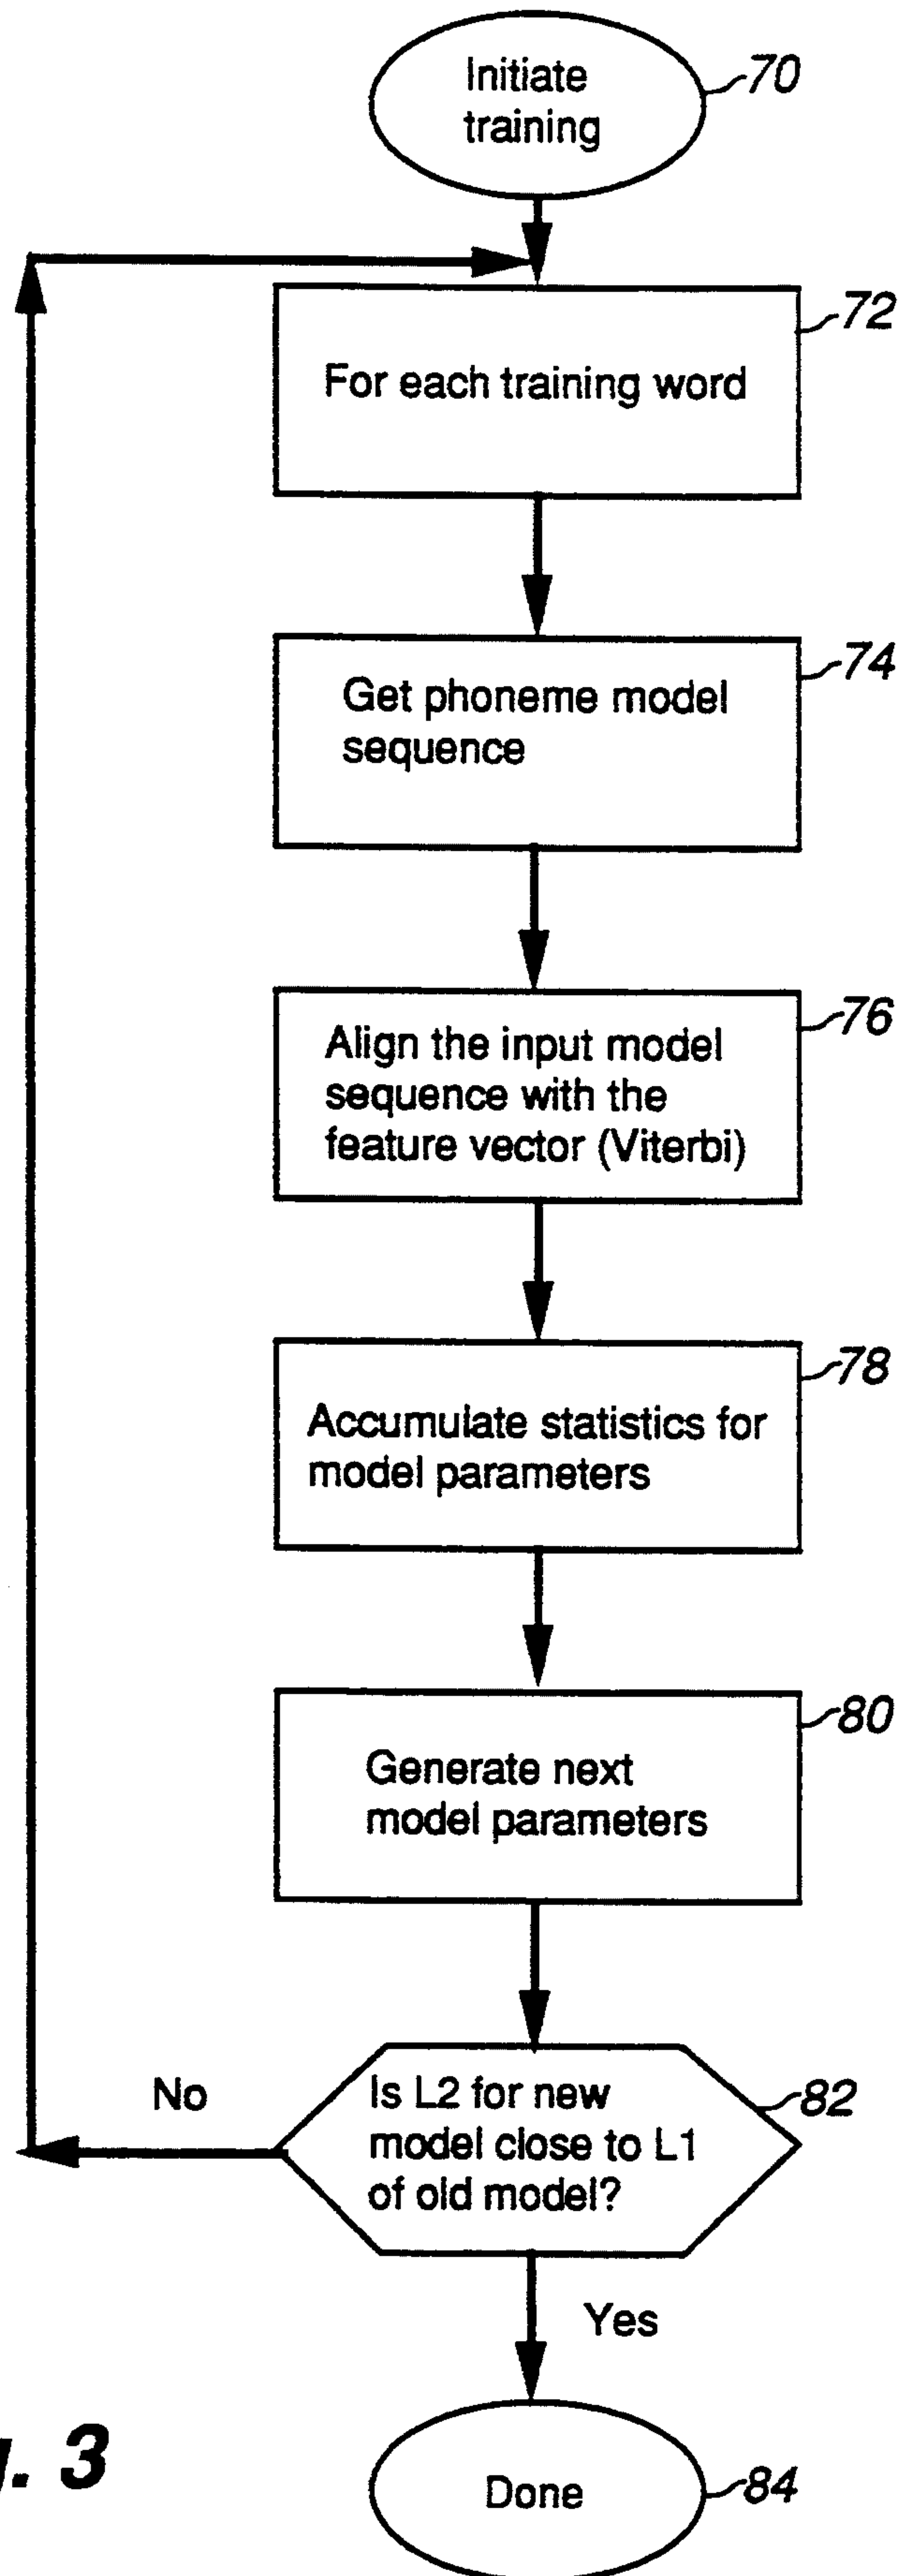 Initiate
training
70
72
For each training word
74
Get phoneme model
sequence
76
Align the input model
sequence with the
feature vector (Viterbi)
78
Accumulate statistics for
model parameters
80
Generate next
model parameters
No
82
Is L2 for new
model close to L1
of old model?
Yes
3
Done
84